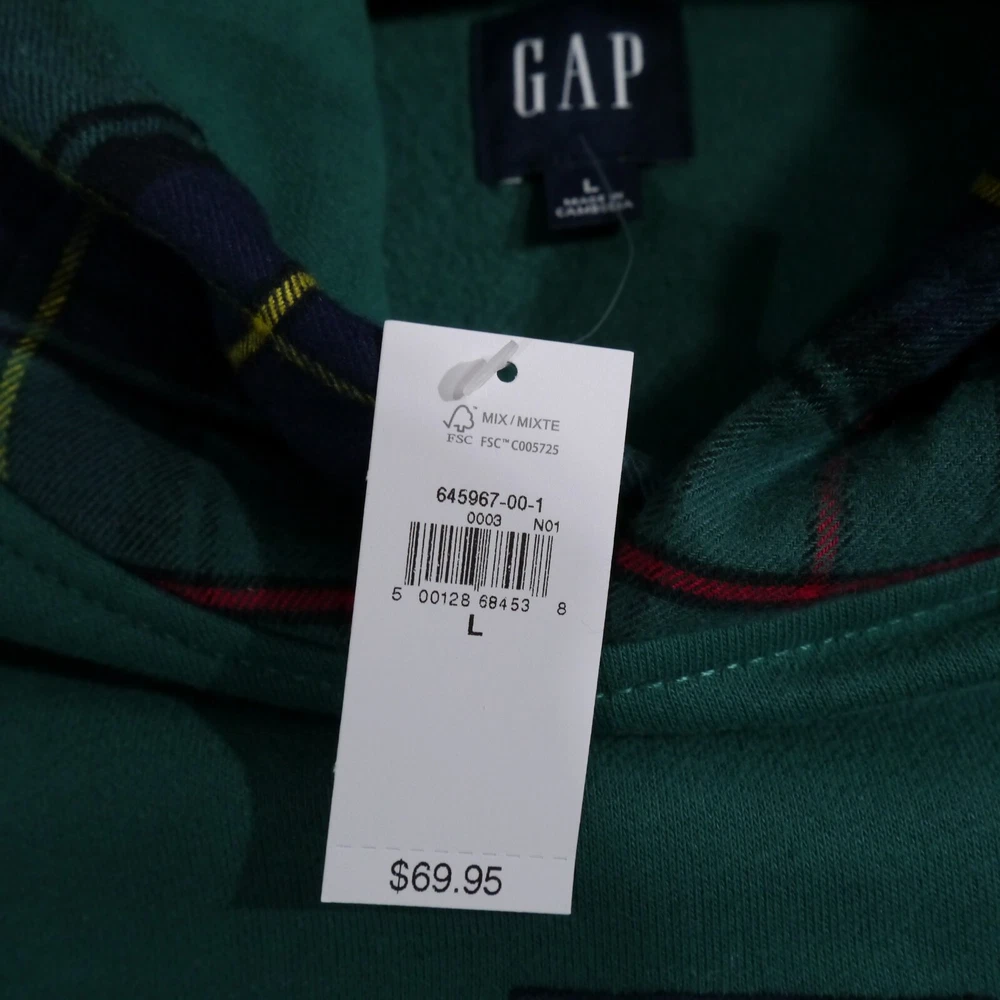 GAP
L
MADE IN
CAMBODIA
MIX / MIXTE
FSC FSC™ C005725
645967-00-1
0003 N01
5 00128 68453 8
L
$69.95